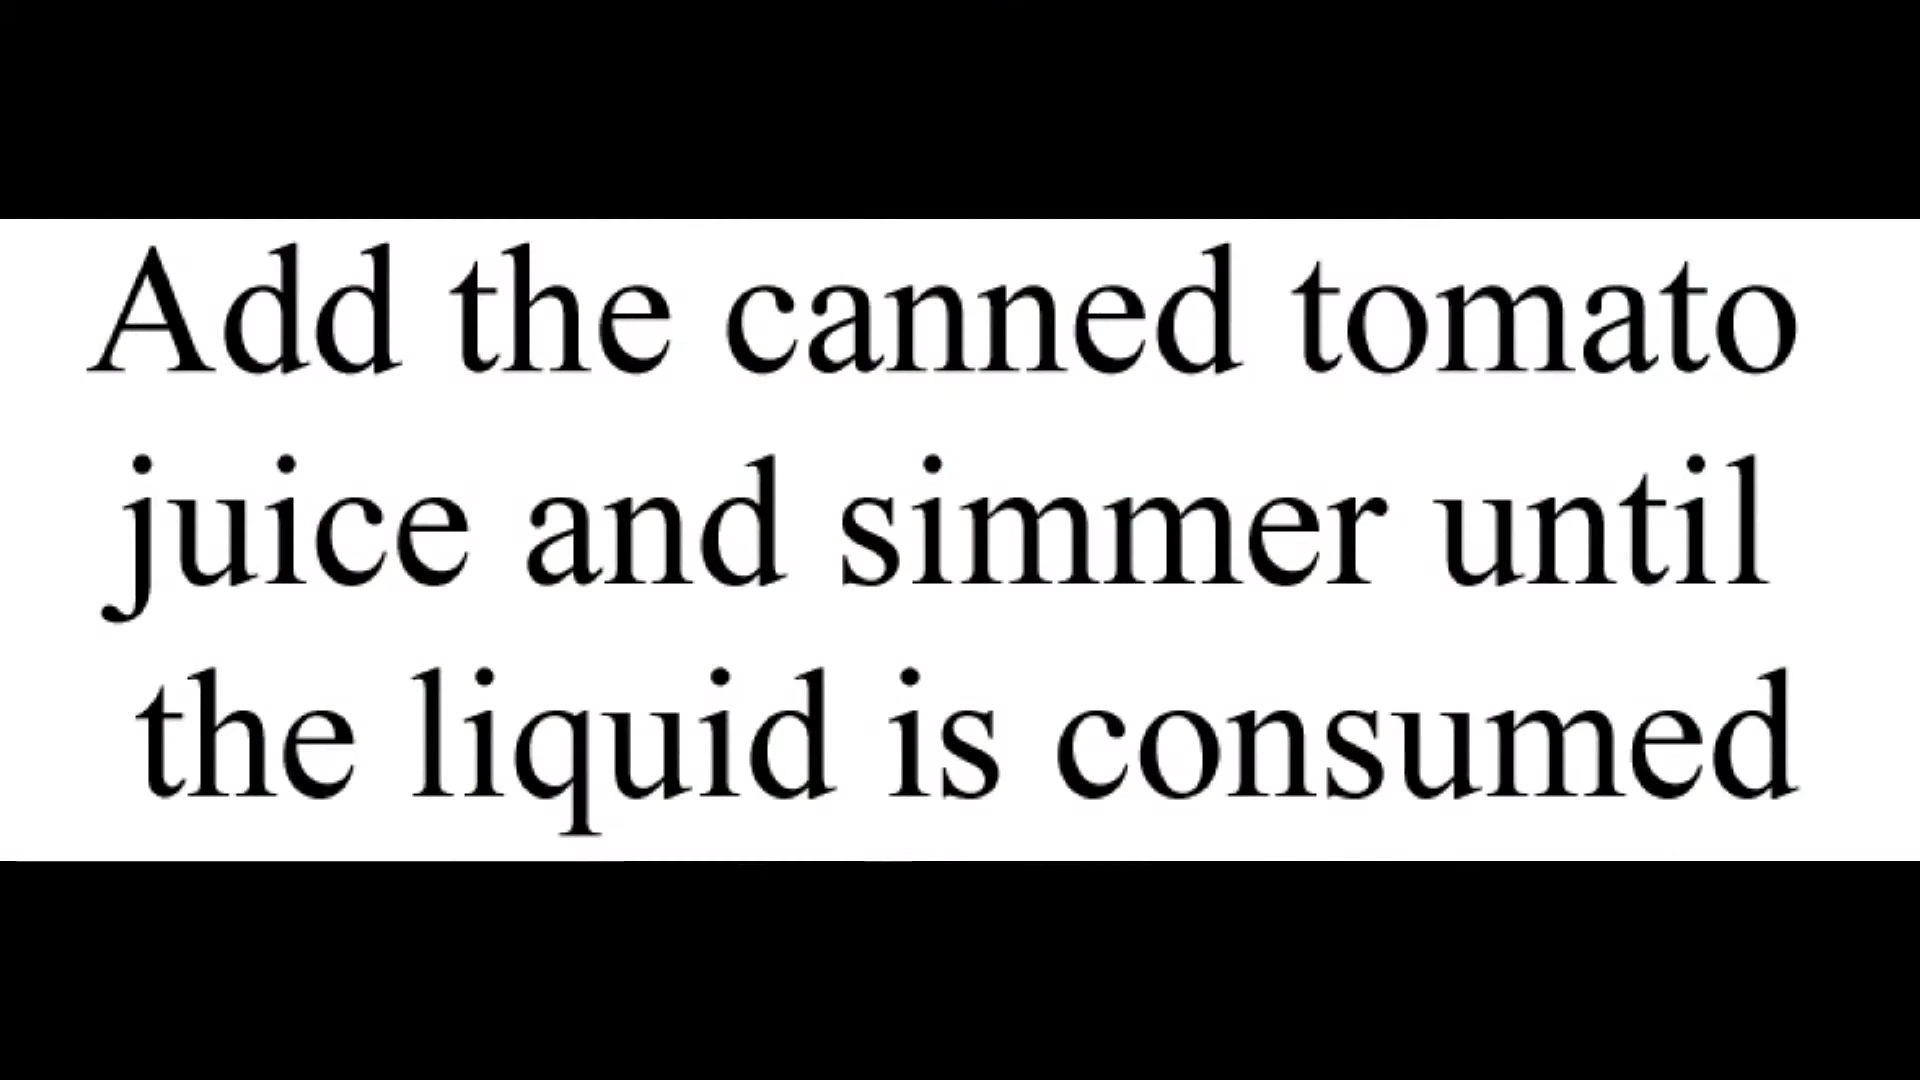 Add the canned tomato
juice and simmer until
the liquid is consumed